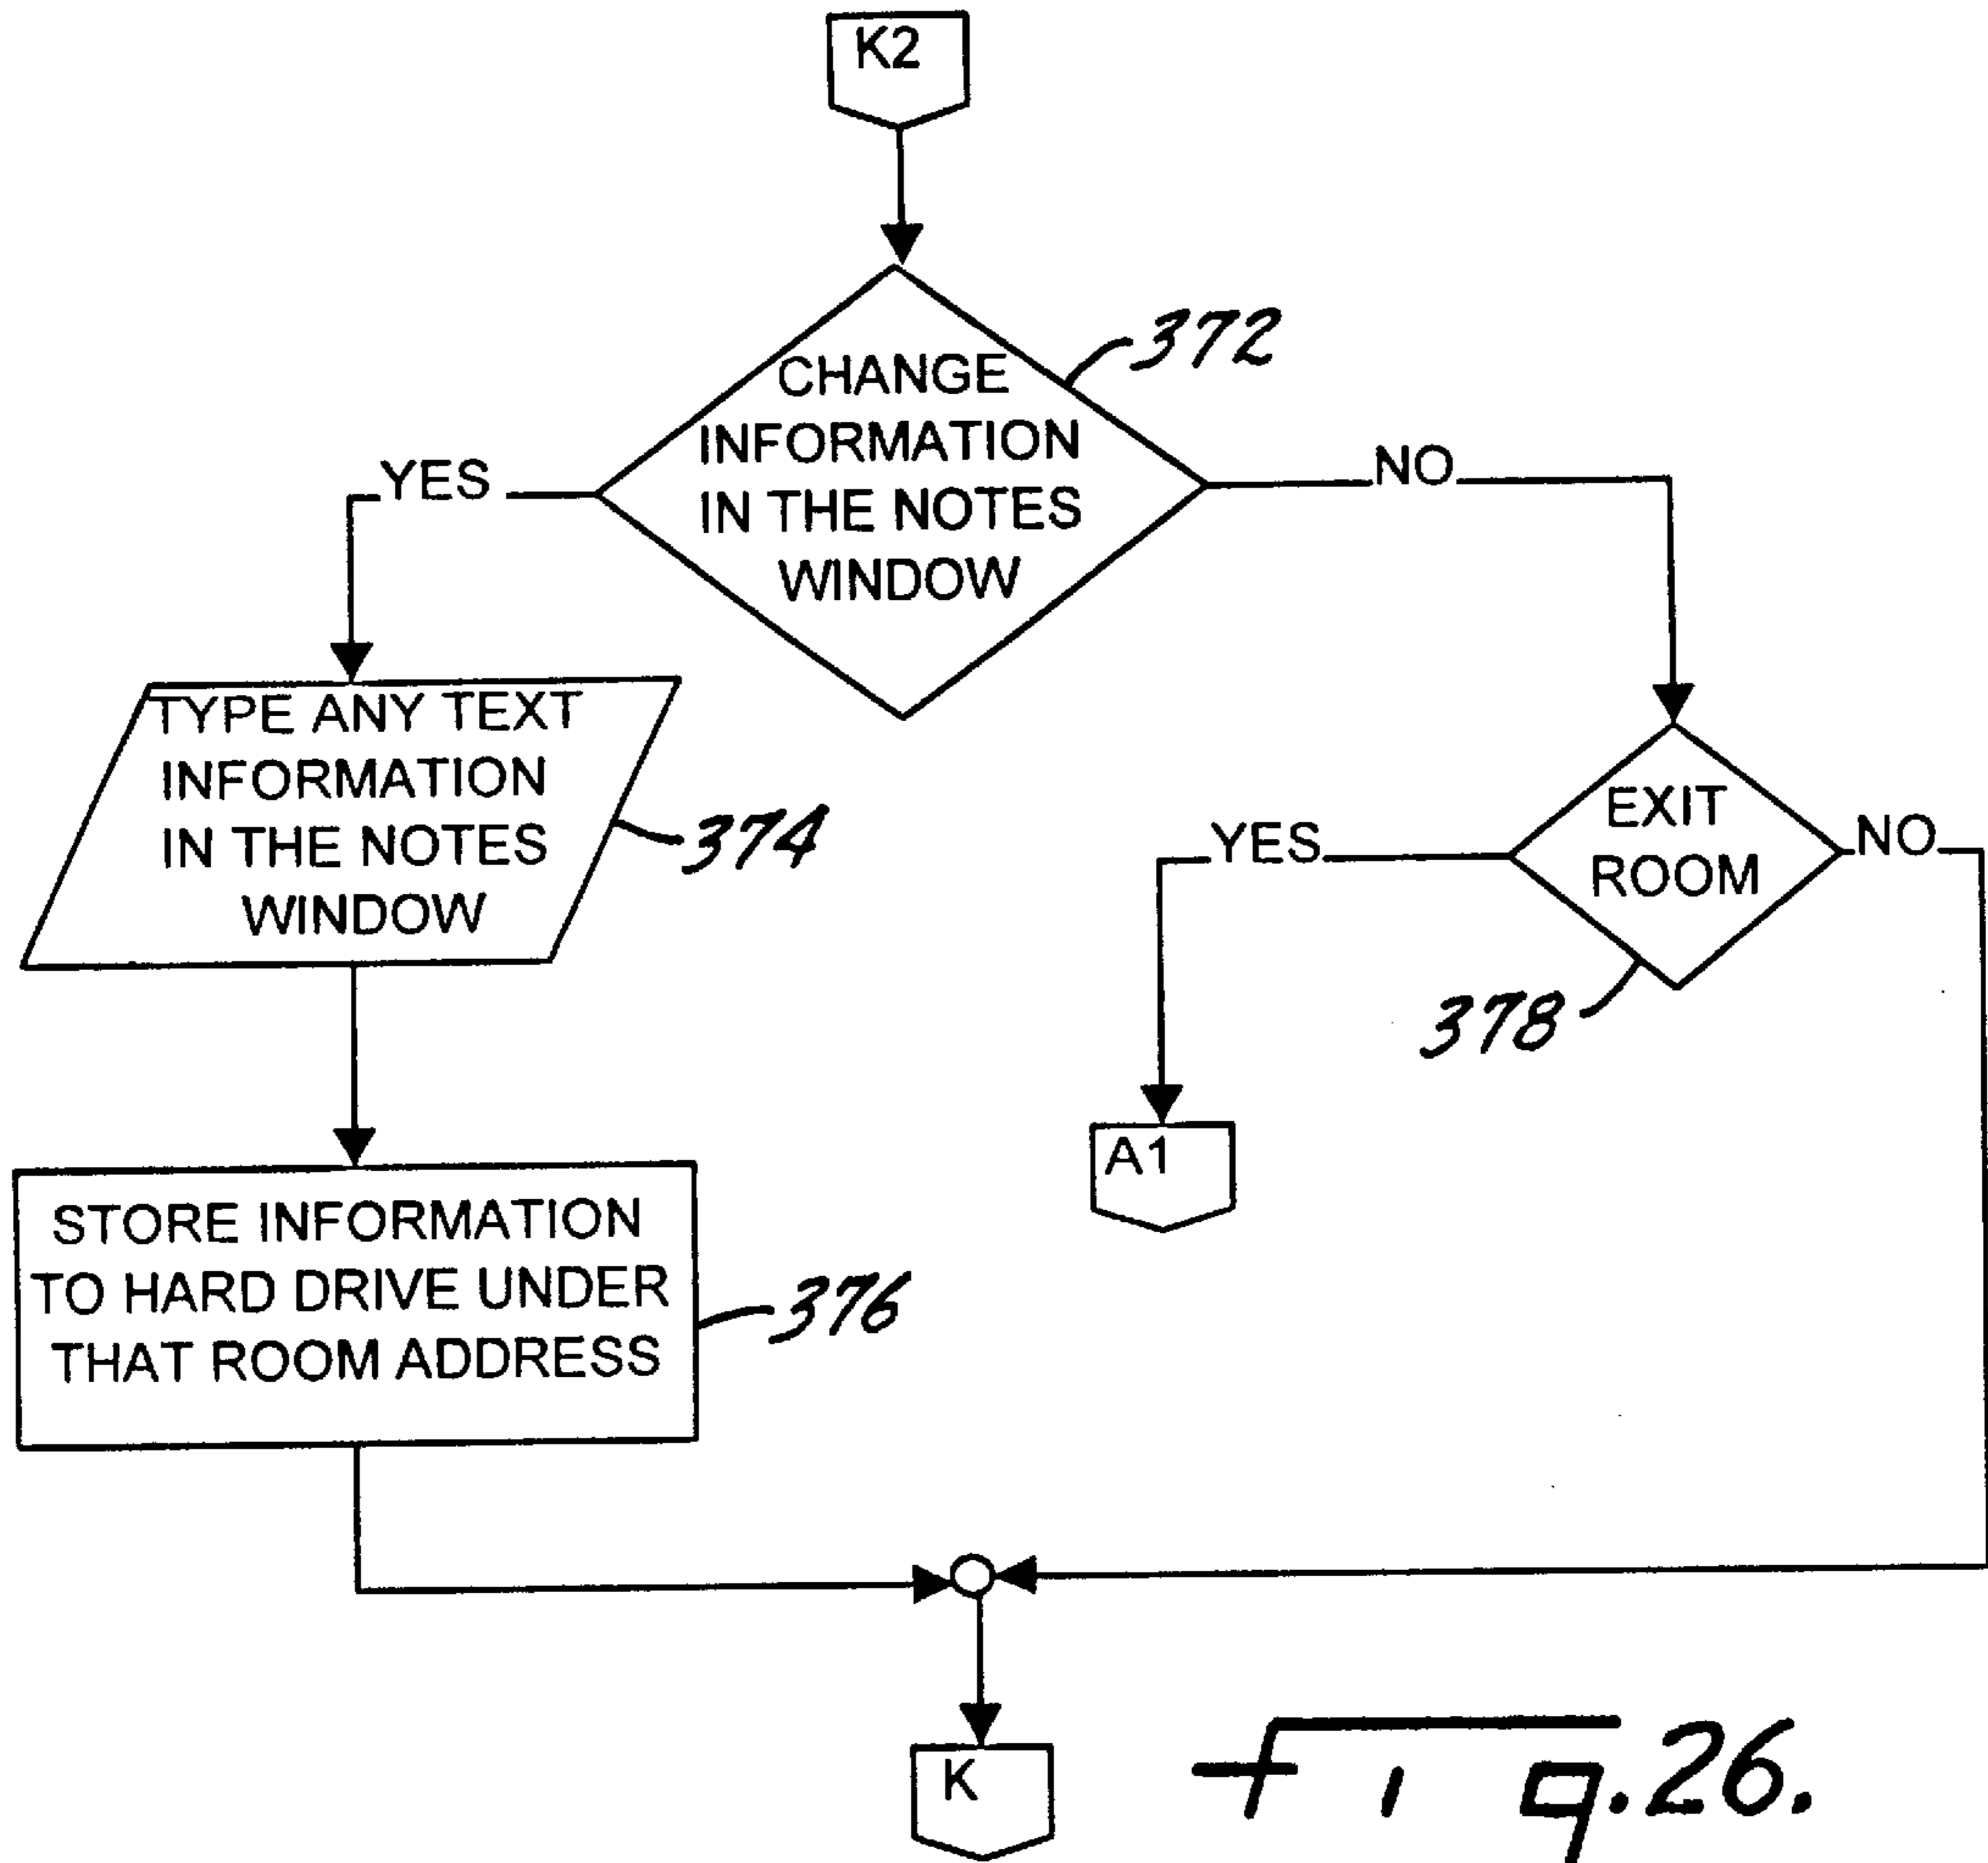 K2
CHANGE
INFORMATION
IN THE NOTES
WINDOW
372
YES
NO
TYPE ANY TEXT
INFORMATION
IN THE NOTES
WINDOW
374
EXIT
ROOM
YES
NO
378
A1
STORE INFORMATION
TO HARD DRIVE UNDER
THAT ROOM ADDRESS
376
K
Fig.26.